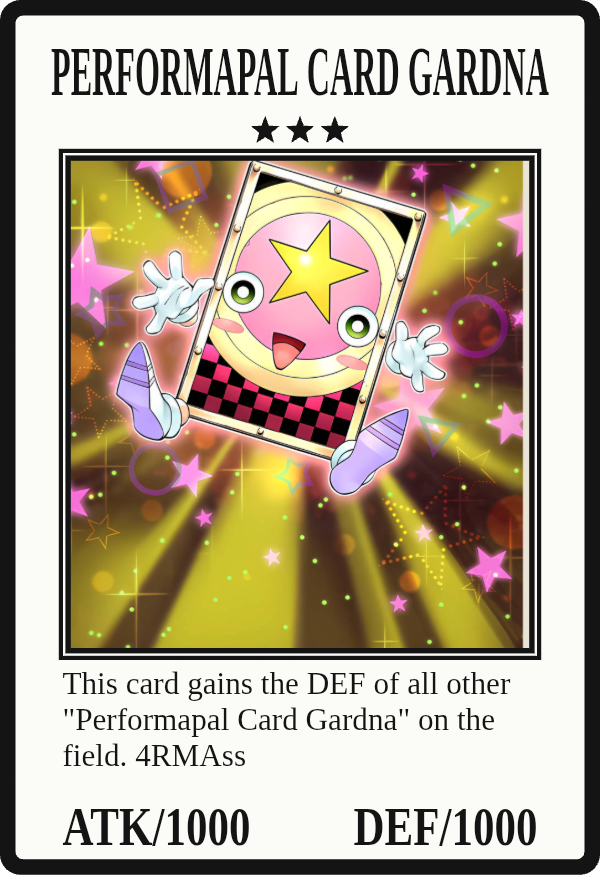 PERFORMAPAL CARD GARDNA
This card gains the DEF of all other
"Performapal Card Gardna" on the
field. 4RMAss
ATK/1000 DEF/1000